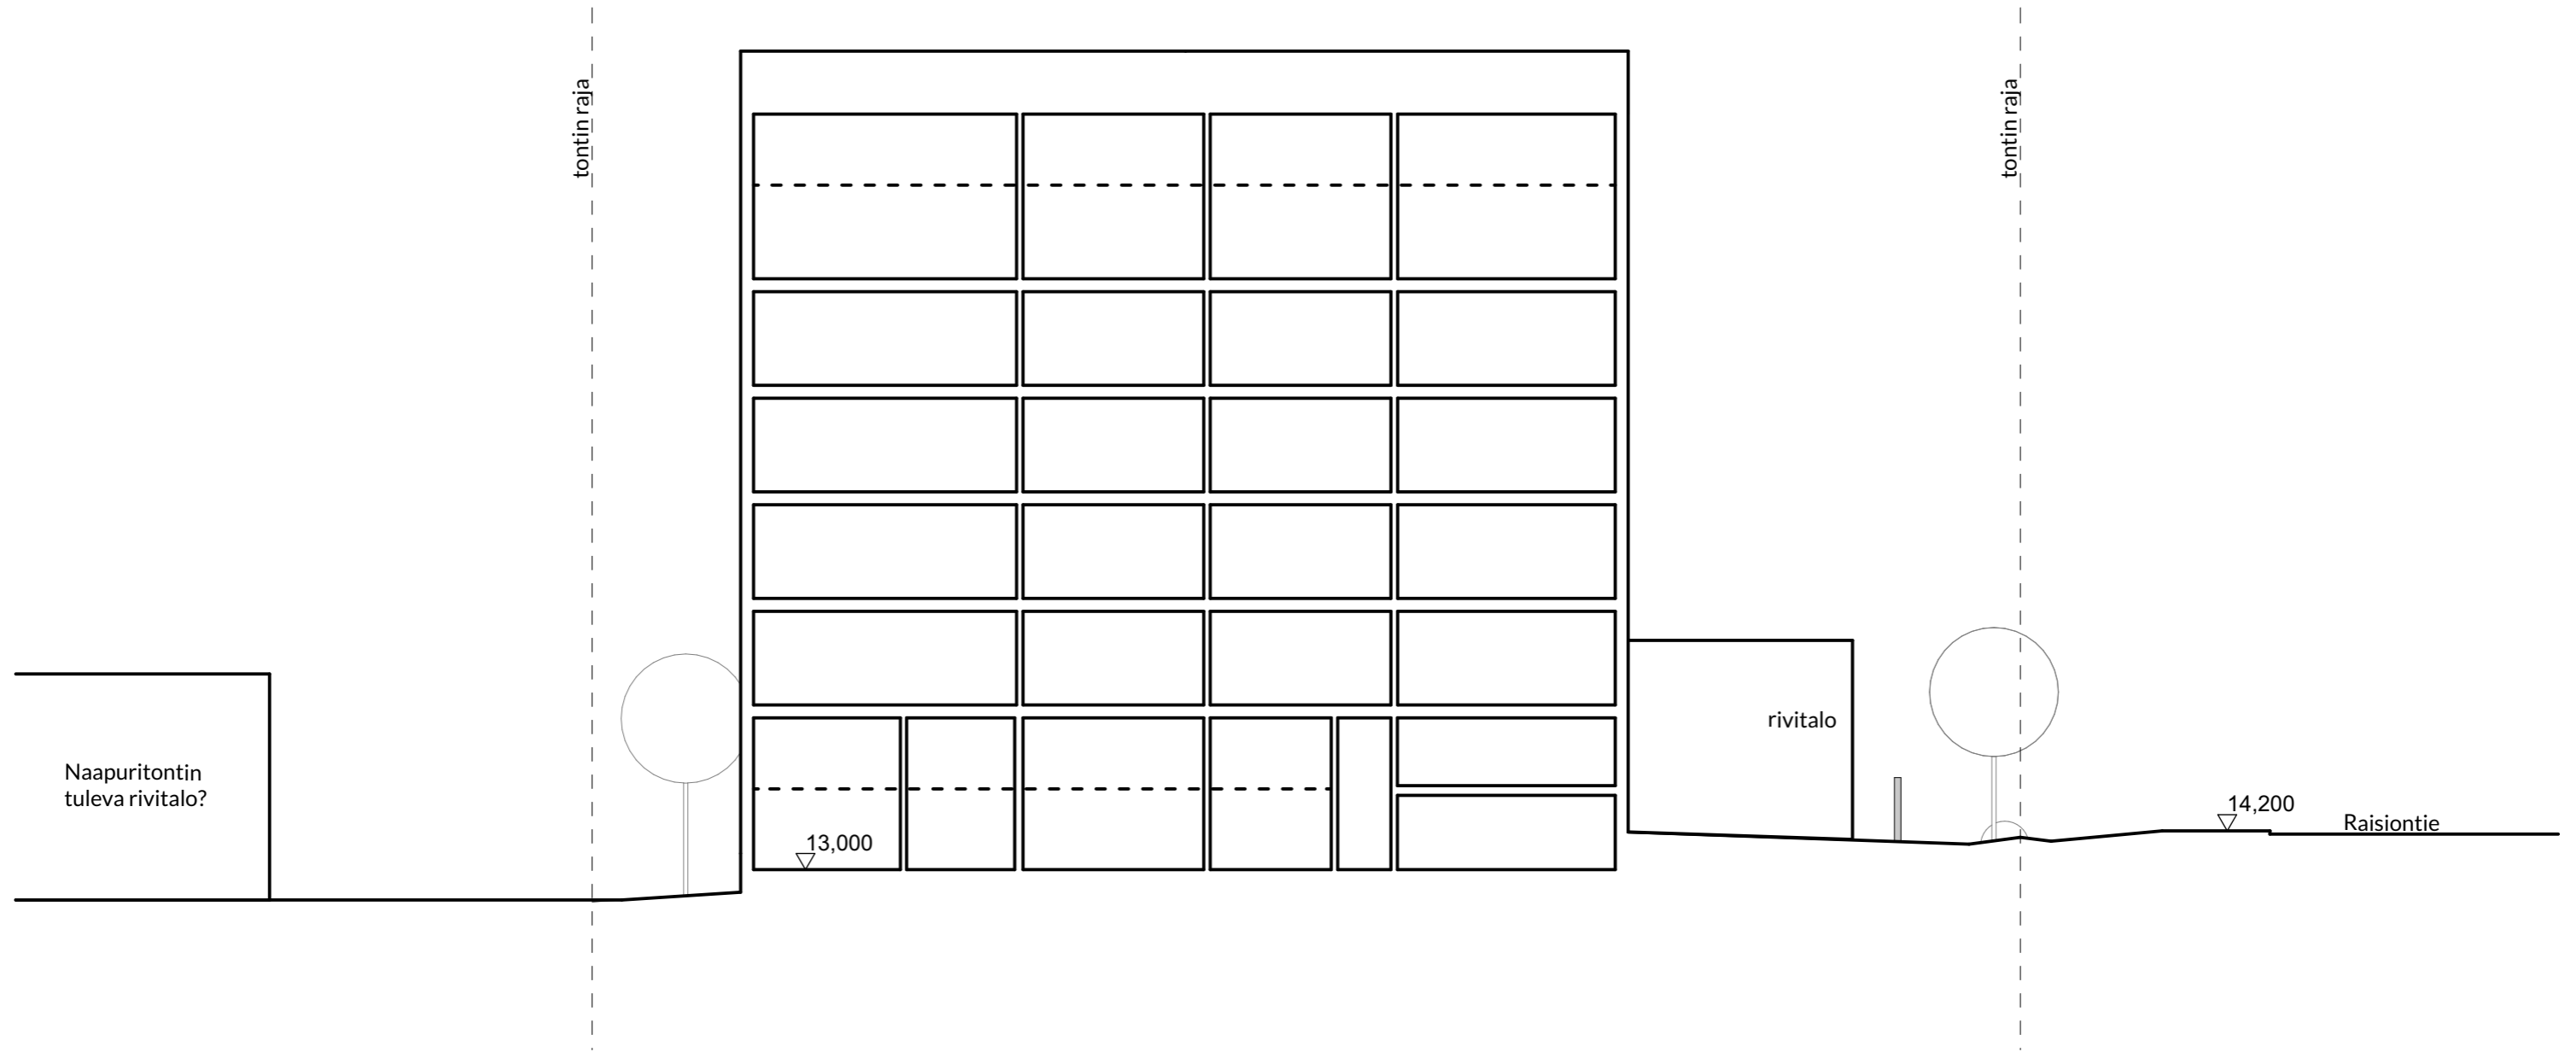 tontin raja
tontin raja
Naapuritontin
tuleva rivitalo?
13,000
rivitalo
14,200
Raisiontie